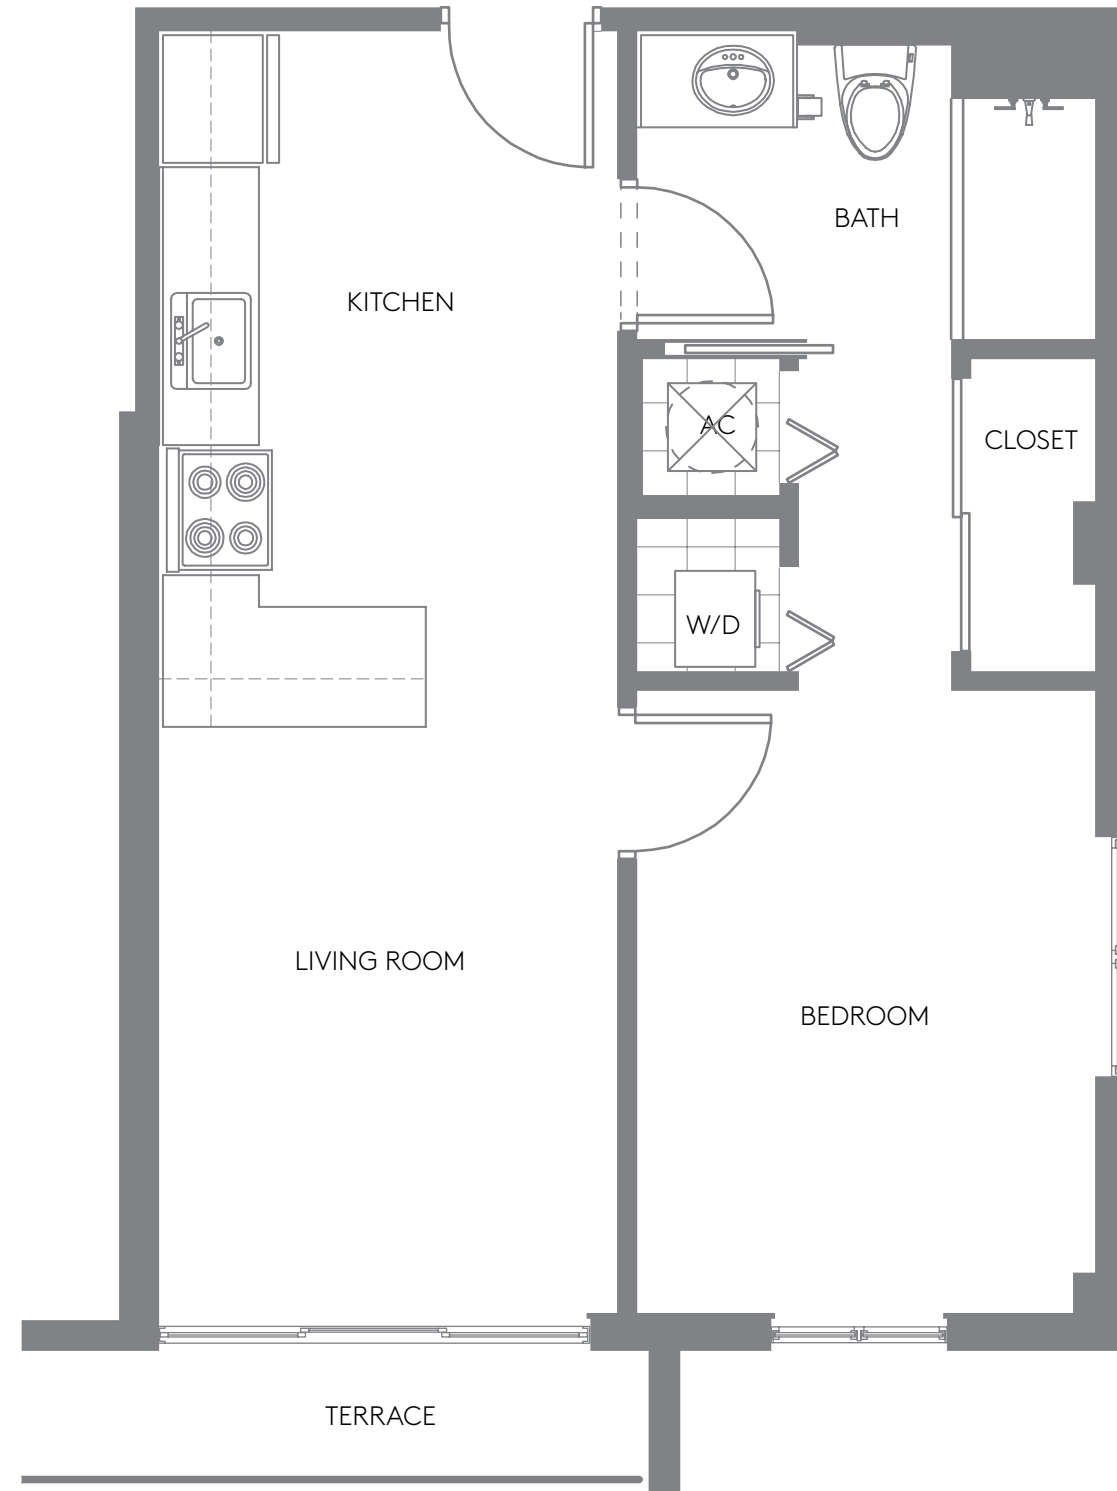 BATH
KITCHEN
AC
CLOSET
W/D
LIVING ROOM
BEDROOM
TERRACE